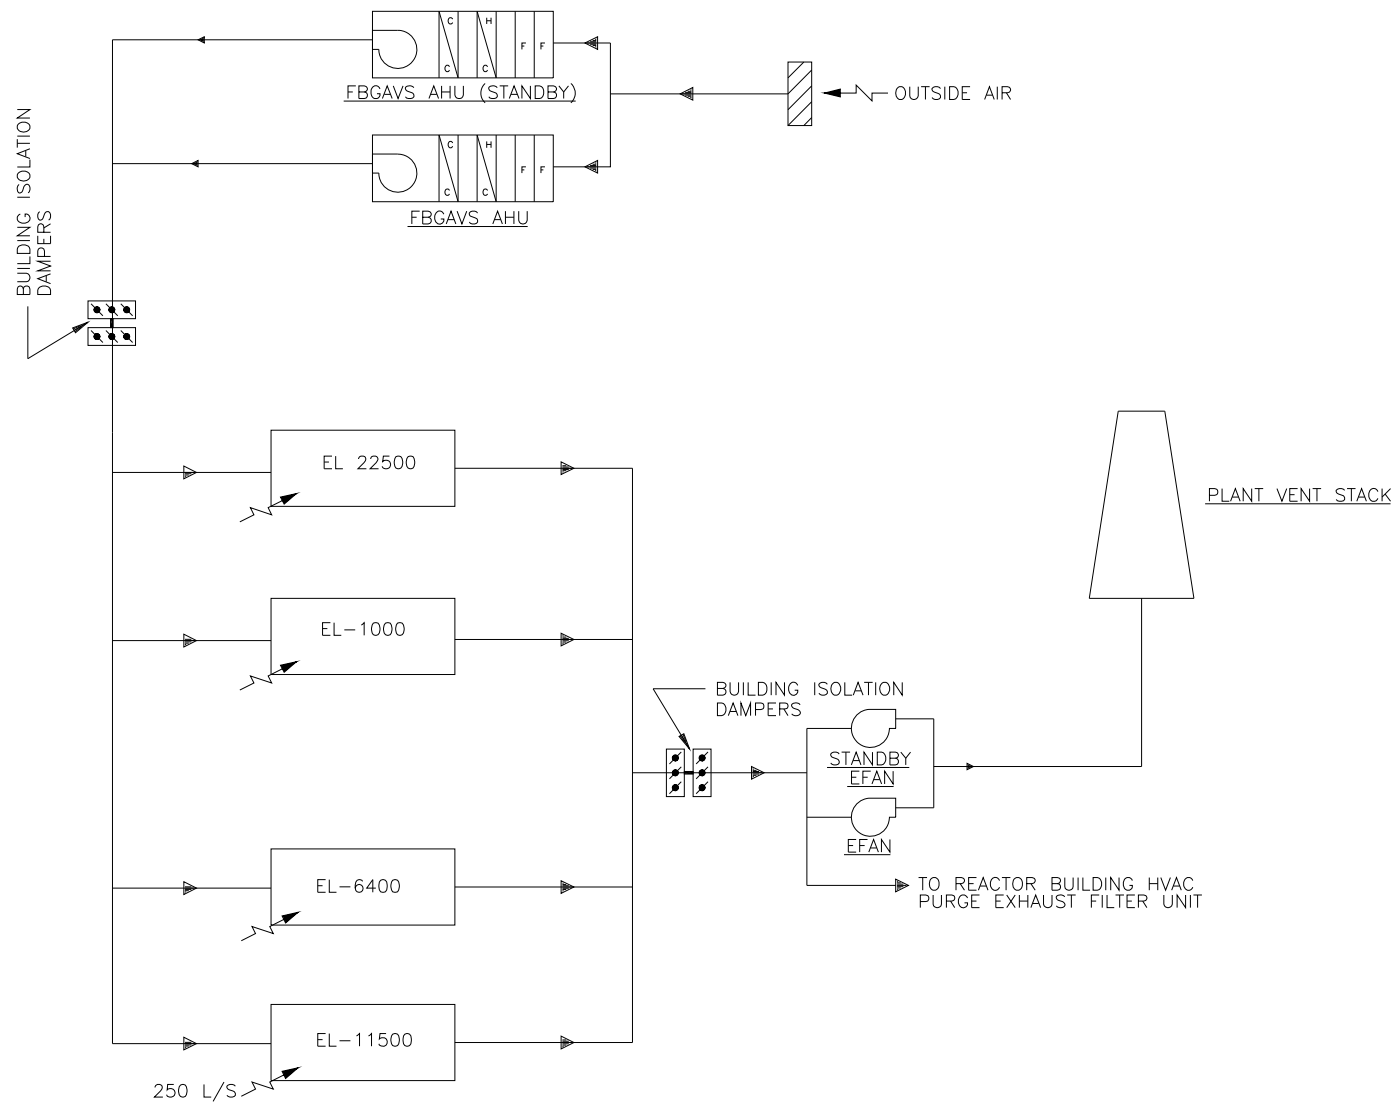 C H F F
C C
FBGAVS AHU (STANDBY)
OUTSIDE AIR
C H F F
C C
FBGAVS AHU
BUILDING ISOLATION
DAMPERS
EL 22500
PLANT VENT STACK
EL-1000
BUILDING ISOLATION
DAMPERS
STANDBY
EFAN
EFAN
EL-6400
TO REACTOR BUILDING HVAC
PURGE EXHAUST FILTER UNIT
EL-11500
250 L/S